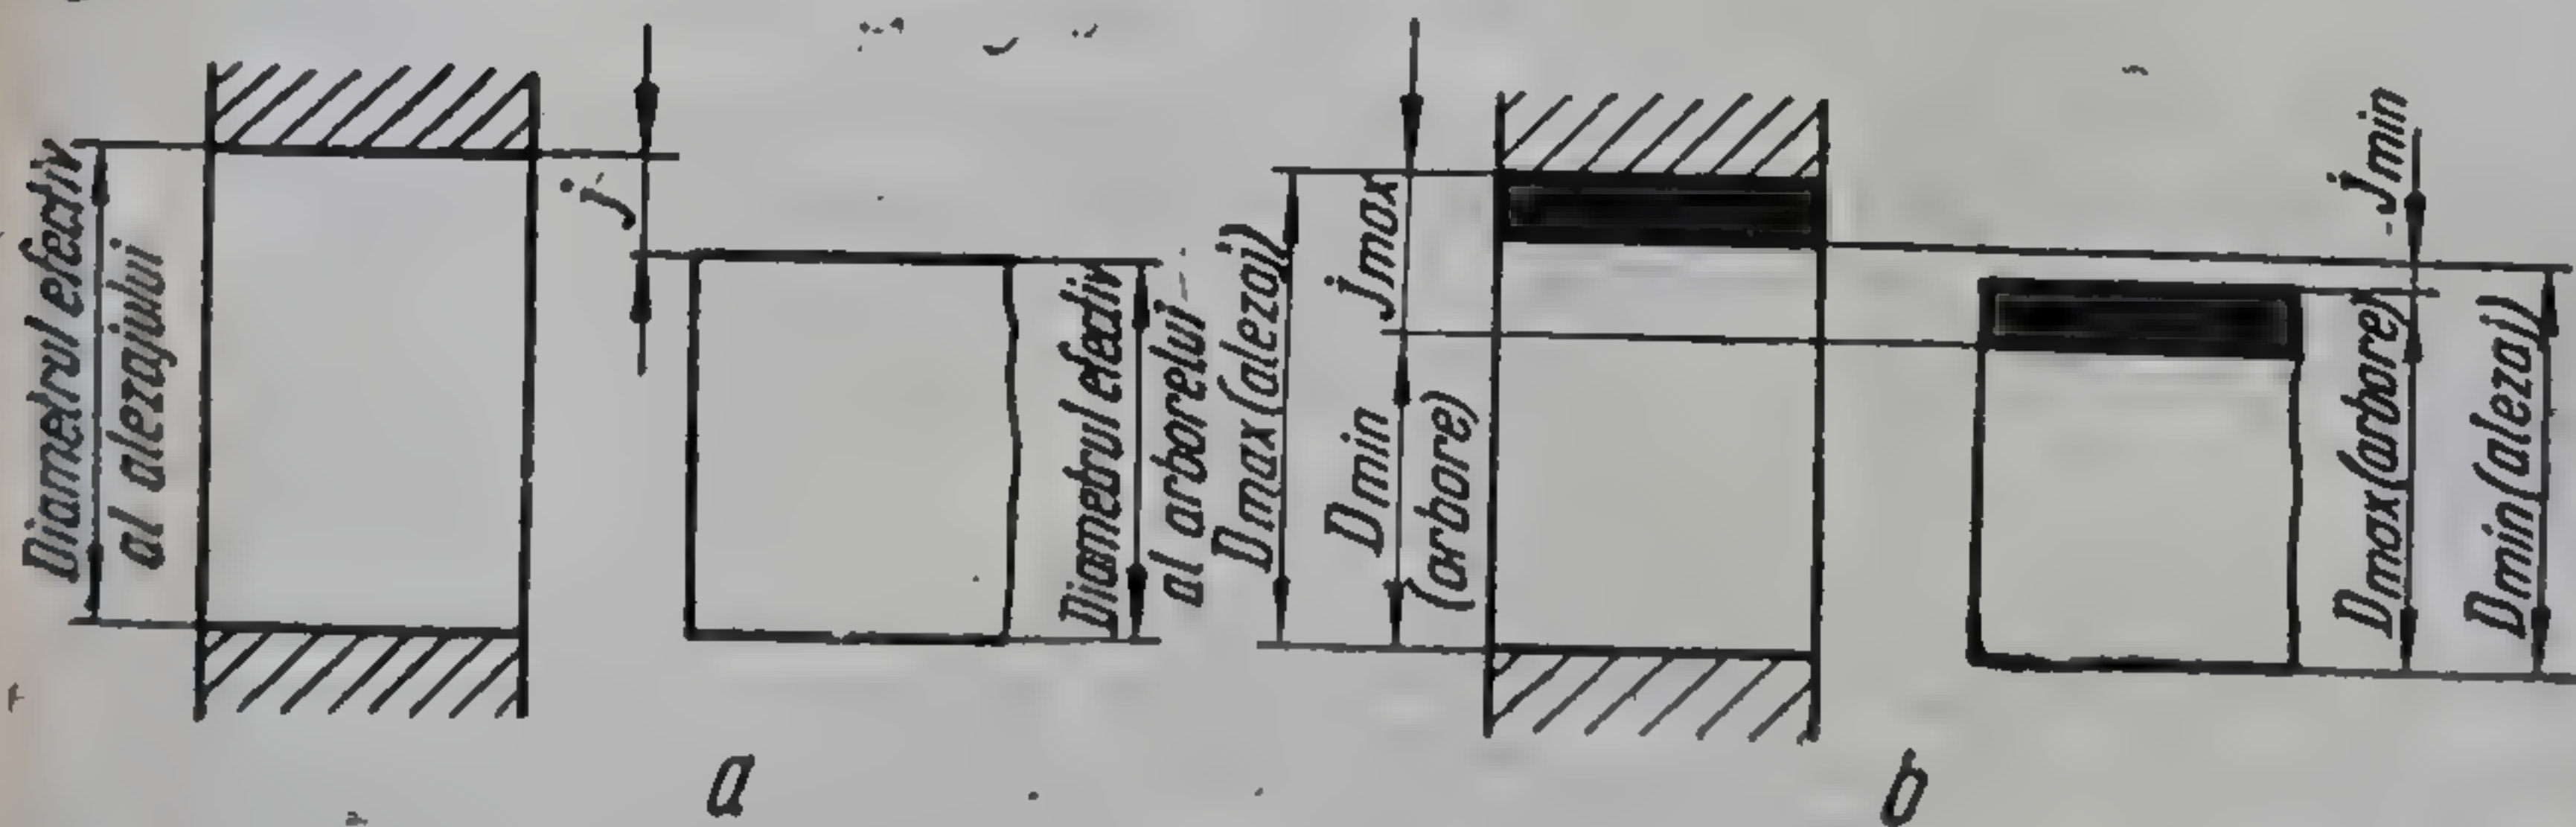 Diametrul efectiv
al alezajului
j
Diametrul efectiv
al arborelui
a
Dmax (alezaj)
Jmax
Dmin
(arbore)
Jmin
Dmax (arbore)
Dmin (alezaj)
b